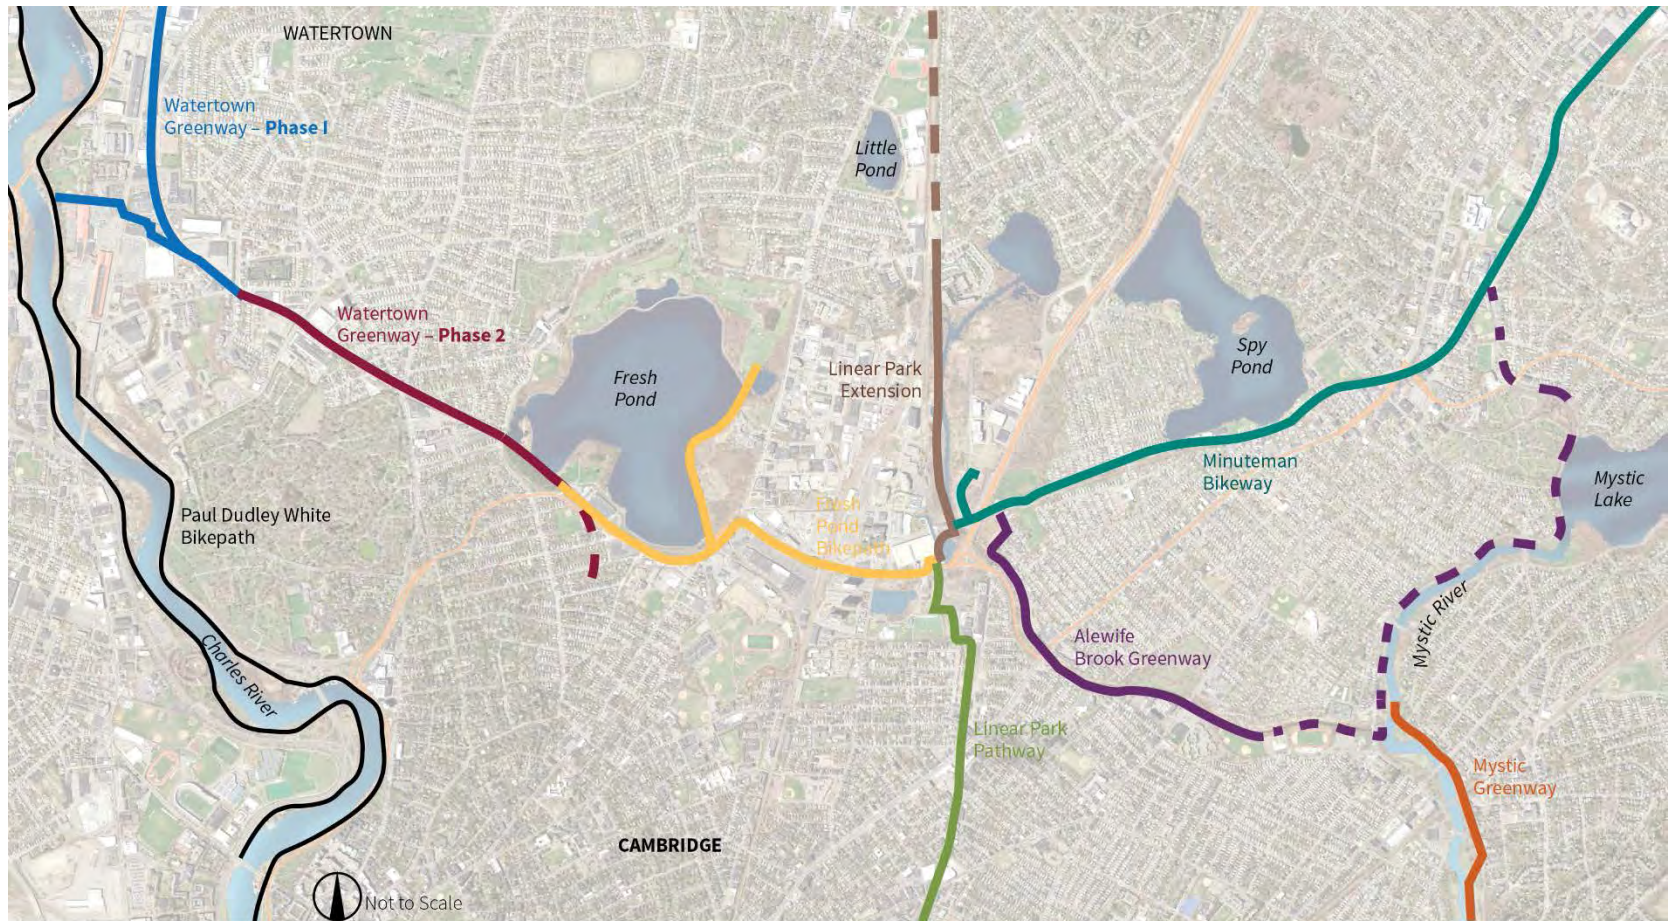 WATERTOWN
Watertown
Greenway – Phase I
Little
Pond
Watertown
Greenway – Phase 2
Fresh
Pond
Linear Park
Extension
Spy
Pond
Minuteman
Bikeway
Mystic
Lake
Paul Dudley White
Bikepath
Fresh
Pond
Bikepath
Charles River
Mystic River
Alewife
Brook Greenway
Linear Park
Pathway
Mystic
Greenway
CAMBRIDGE
Not to Scale